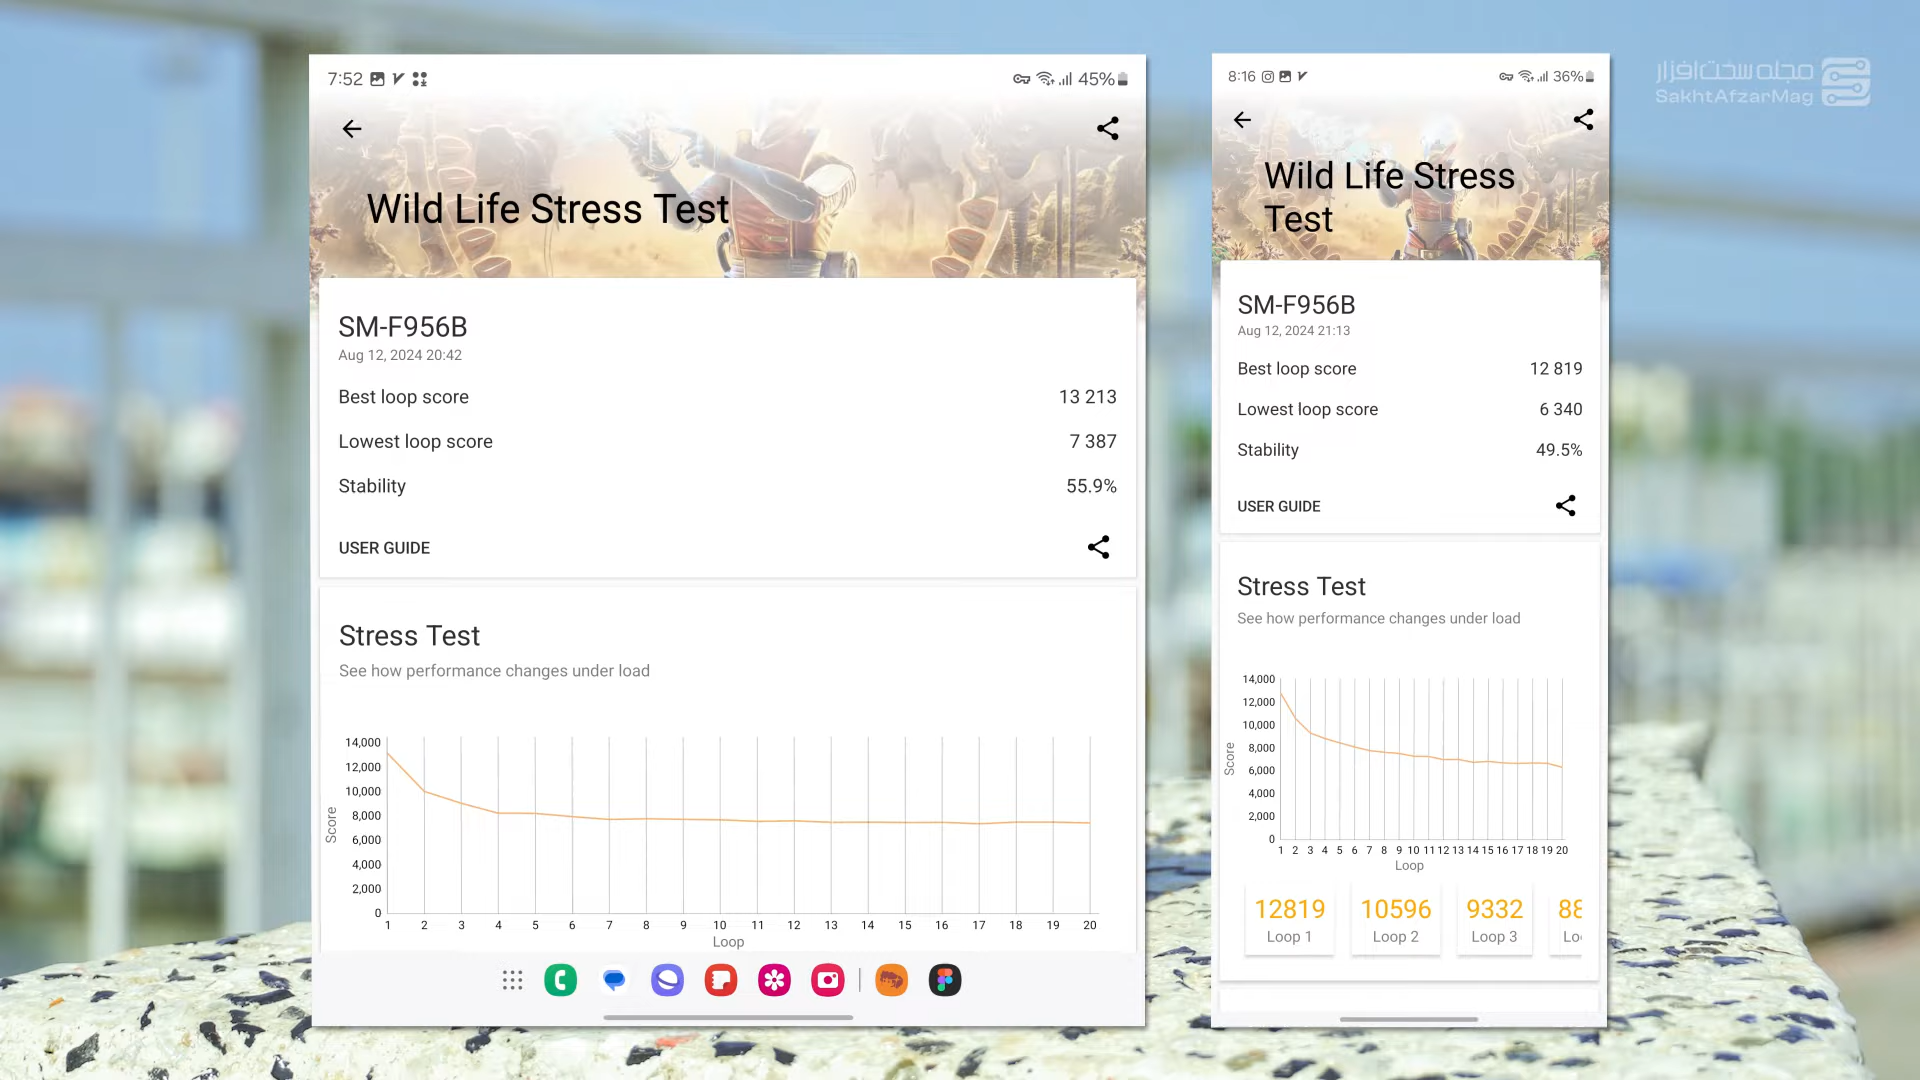 7:52
45%
Wild Life Stress Test
SM-F956B
Aug 12, 2024 20:42
Best loop score 13 213
Lowest loop score 7 387
Stability 55.9%
USER GUIDE
Stress Test
See how performance changes under load
14,000
12,000
10,000
8,000
6,000
4,000
2,000
0
Score
1 2 3 4 5 6 7 8 9 10 11 12 13 14 15 16 17 18 19 20
Loop
8:16
36%
Wild Life Stress
Test
SM-F956B
Aug 12, 2024 21:13
Best loop score 12 819
Lowest loop score 6 340
Stability 49.5%
USER GUIDE
Stress Test
See how performance changes under load
14,000
12,000
10,000
8,000
6,000
4,000
2,000
0
Score
1 2 3 4 5 6 7 8 9 10 11 12 13 14 15 16 17 18 19 20
Loop
12819 10596 9332 88
Loop 1 Loop 2 Loop 3 Lo
مجله سخت‌افزار
SakhtAfzarMag